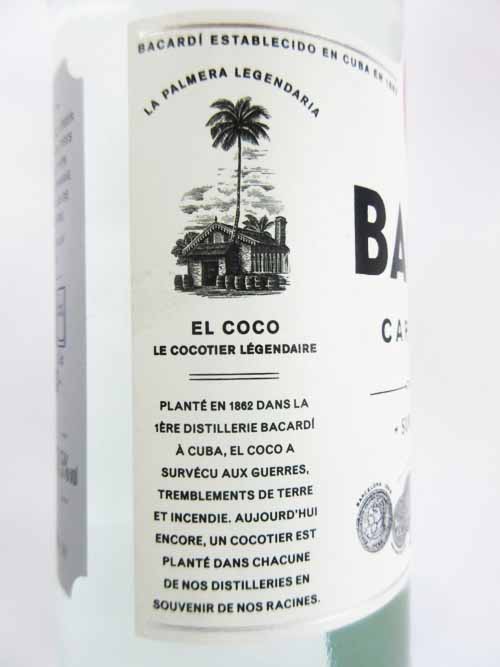 BACARDÍ ESTABLECIDO EN CUBA EN
LA PALMERA LEGENDARIA
EL COCO
LE COCOTIER LÉGENDAIRE
PLANTÉ EN 1862 DANS LA
1ÈRE DISTILLERIE BACARDÍ
À CUBA, EL COCO A
SURVÉCU AUX GUERRES,
TREMBLEMENTS DE TERRE
ET INCENDIE. AUJOURD'HUI
ENCORE, UN COCOTIER EST
PLANTÉ DANS CHACUNE
DE NOS DISTILLERIES EN
SOUVENIR DE NOS RACINES.
BA
CAR